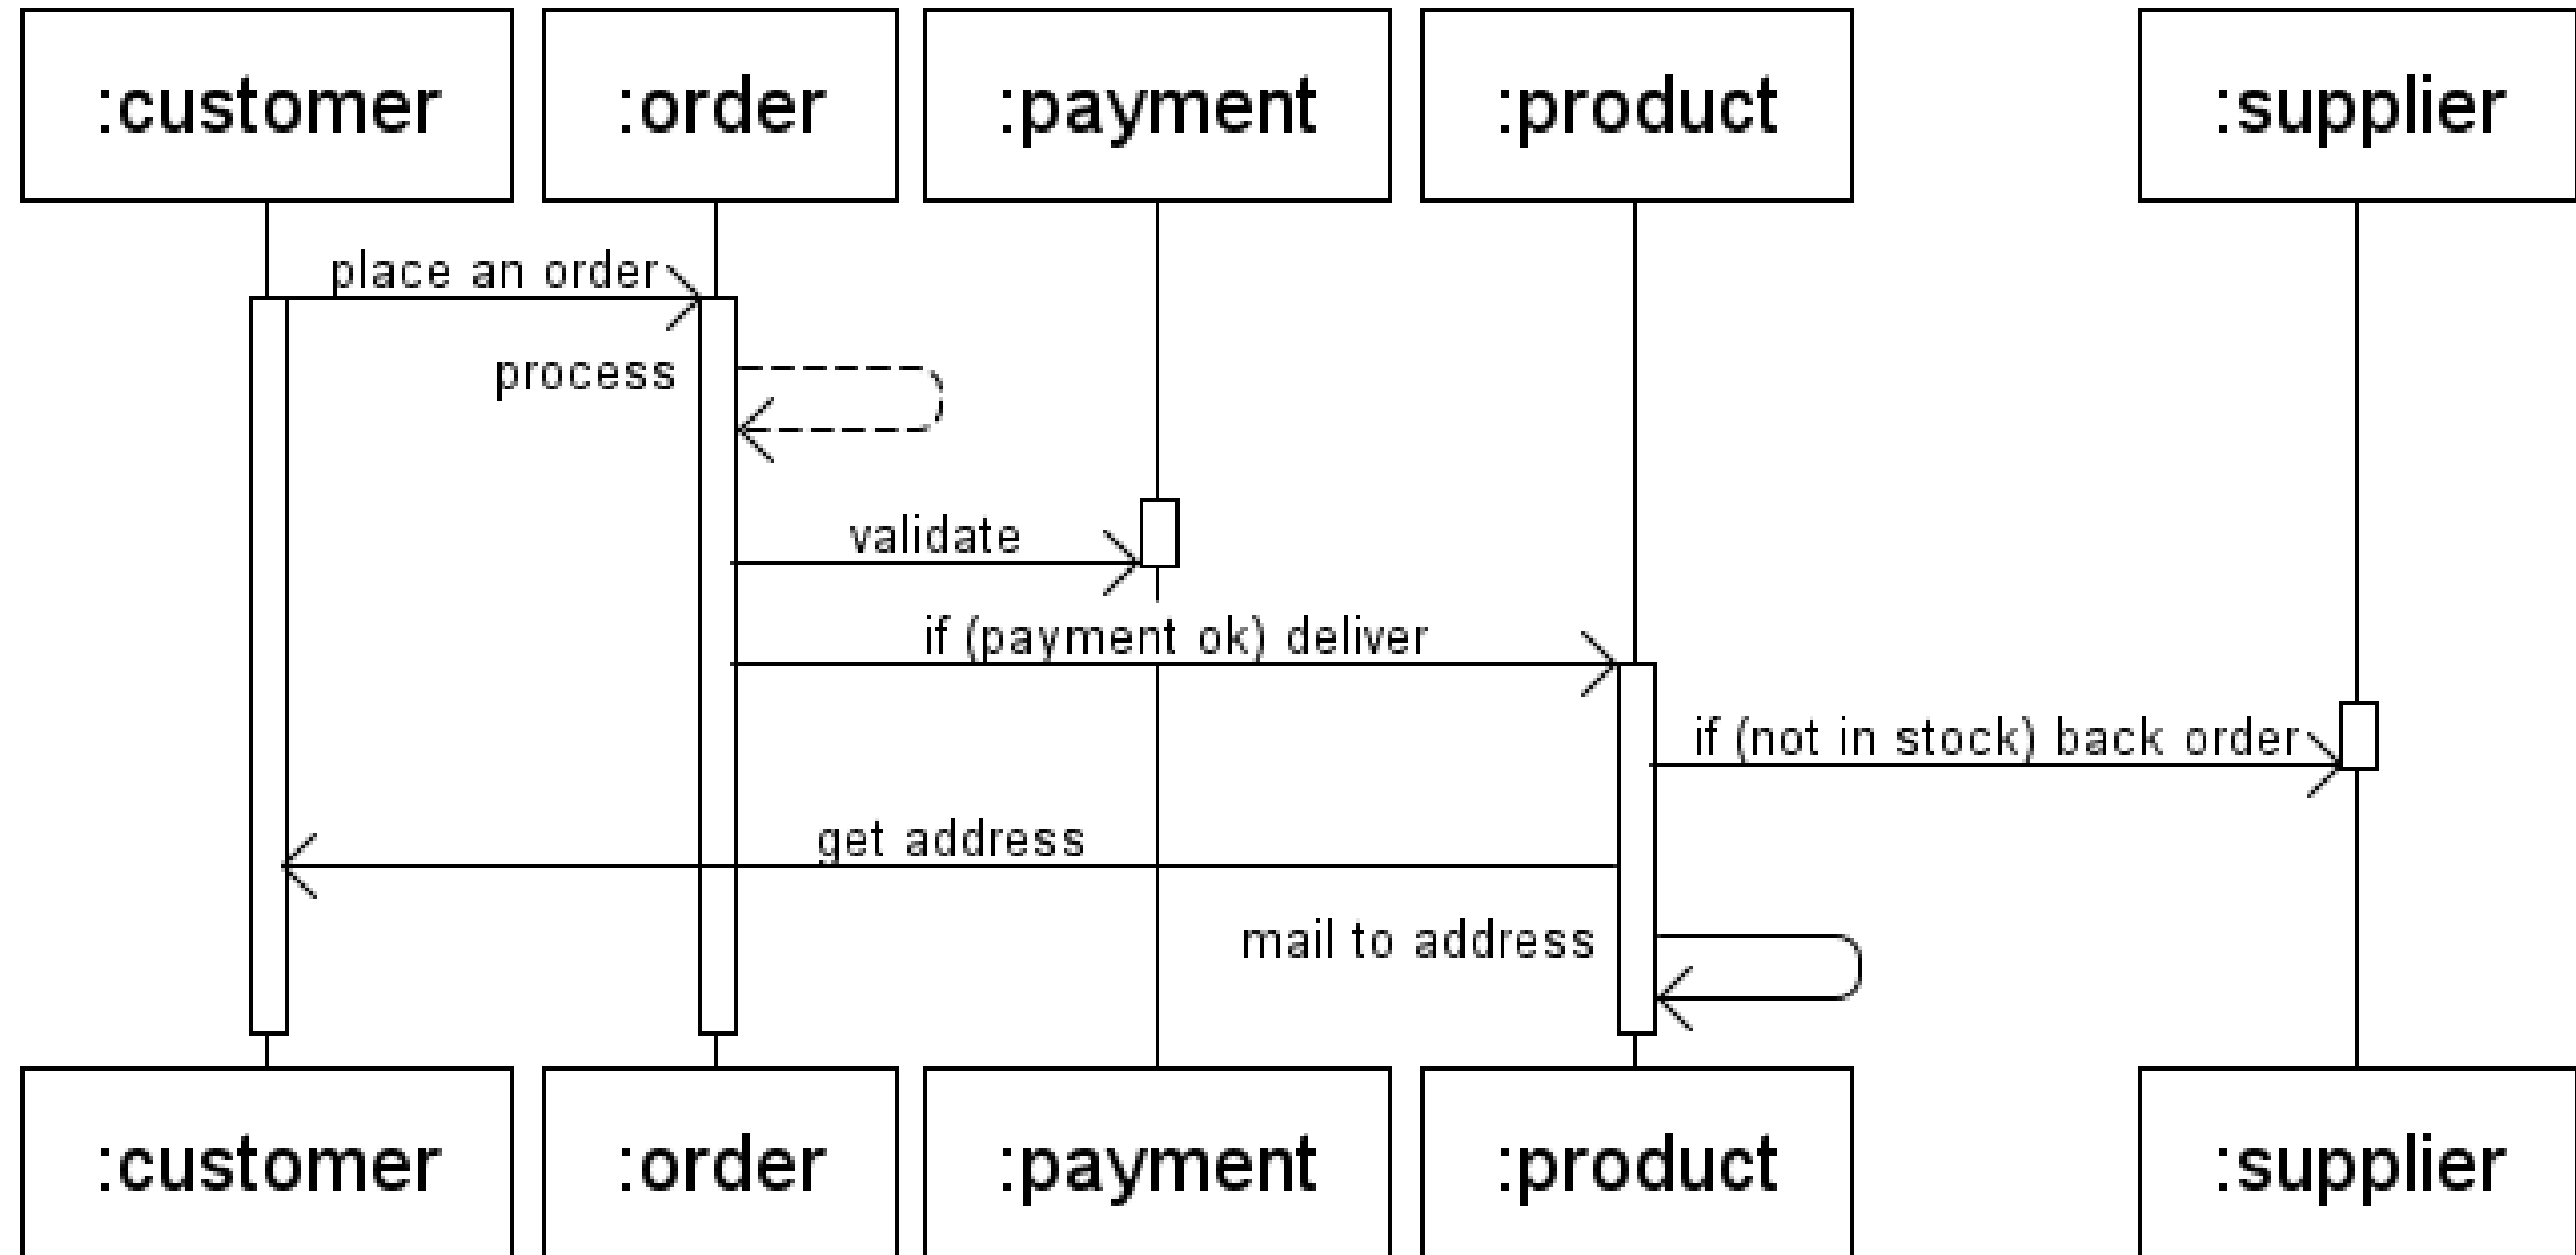 :customer
:order
:payment
:product
:supplier
place an order
process
validate
if (payment ok) deliver
if (not in stock) back order
get address
mail to address
:customer
:order
:payment
:product
:supplier